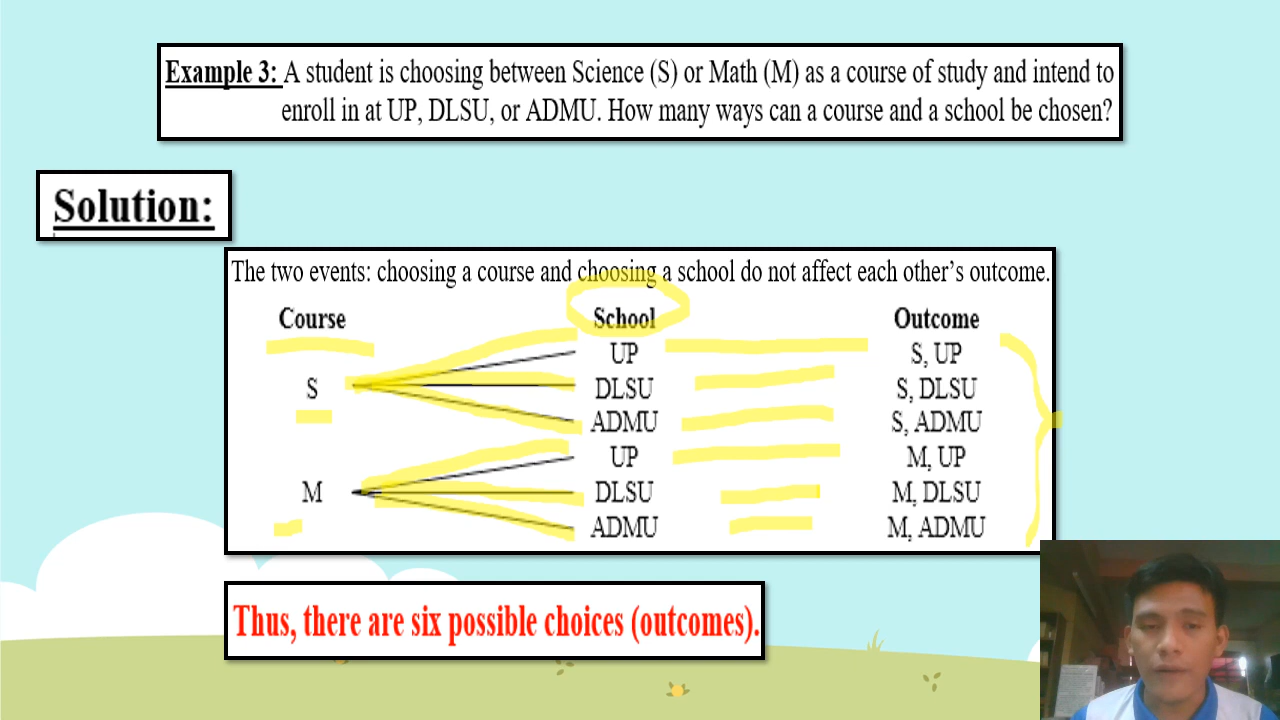 Example 3: A student is choosing between Science (S) or Math (M) as a course of study and intend to
enroll in at UP, DLSU, or ADMU. How many ways can a course and a school be chosen?
Solution:
The two events: choosing a course and choosing a school do not affect each other's outcome.
Course School Outcome
UP S, UP
S DLSU S, DLSU
ADMU S, ADMU
UP M, UP
M DLSU M, DLSU
ADMU M, ADMU
Thus, there are six possible choices (outcomes).